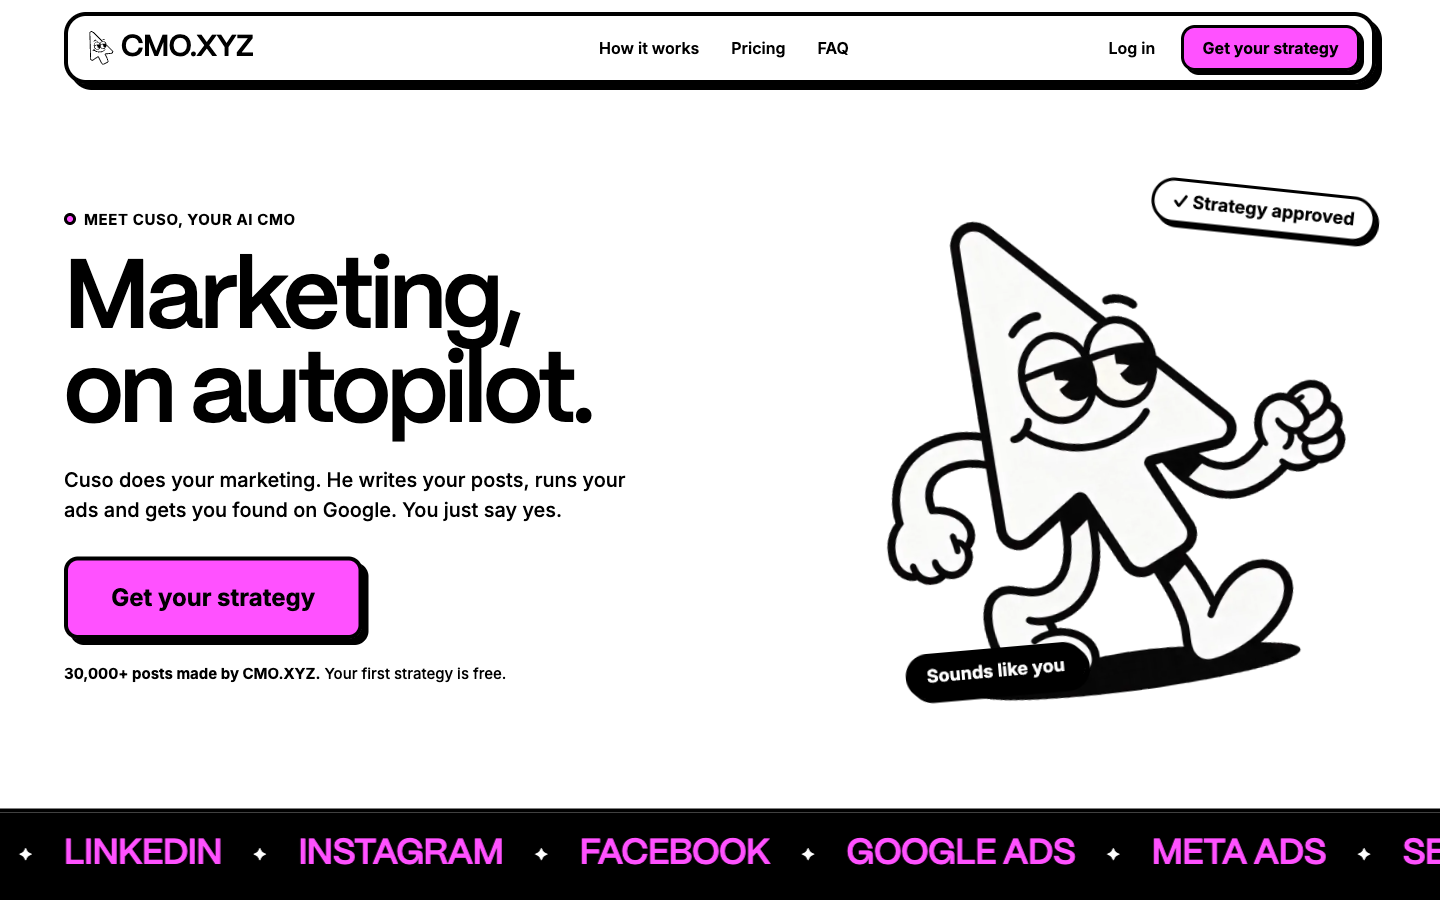 CMO.XYZ
How it works
Pricing
FAQ
Log in
Get your strategy
✓ Strategy approved
MEET CUSO, YOUR AI CMO
Marketing,
on autopilot.
Cuso does your marketing. He writes your posts, runs your
ads and gets you found on Google. You just say yes.
Get your strategy
30,000+ posts made by CMO.XYZ. Your first strategy is free.
Sounds like you
LINKEDIN ✦ INSTAGRAM ✦ FACEBOOK ✦ GOOGLE ADS ✦ META ADS ✦ SE